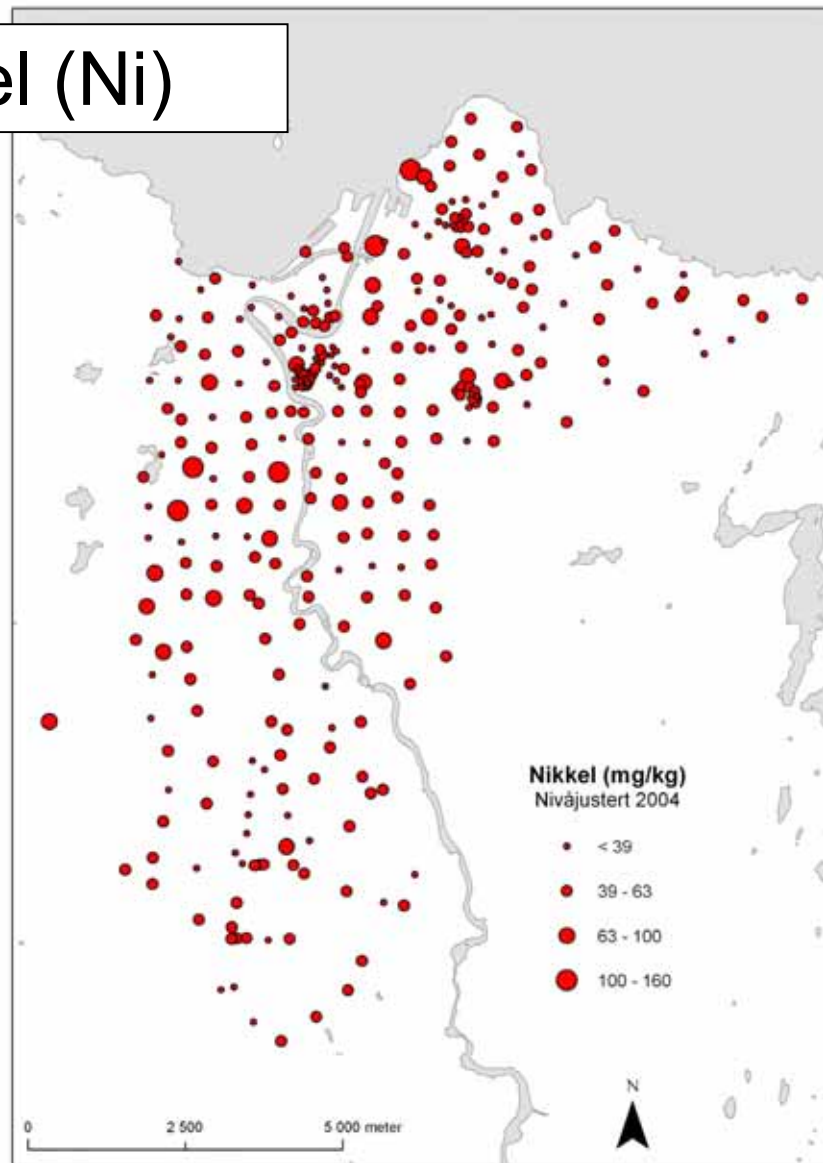 el (Ni)
Nikkel (mg/kg)
Nivåjustert 2004
< 39
39 - 63
63 - 100
100 - 160
N
0 2 500 5 000 meter